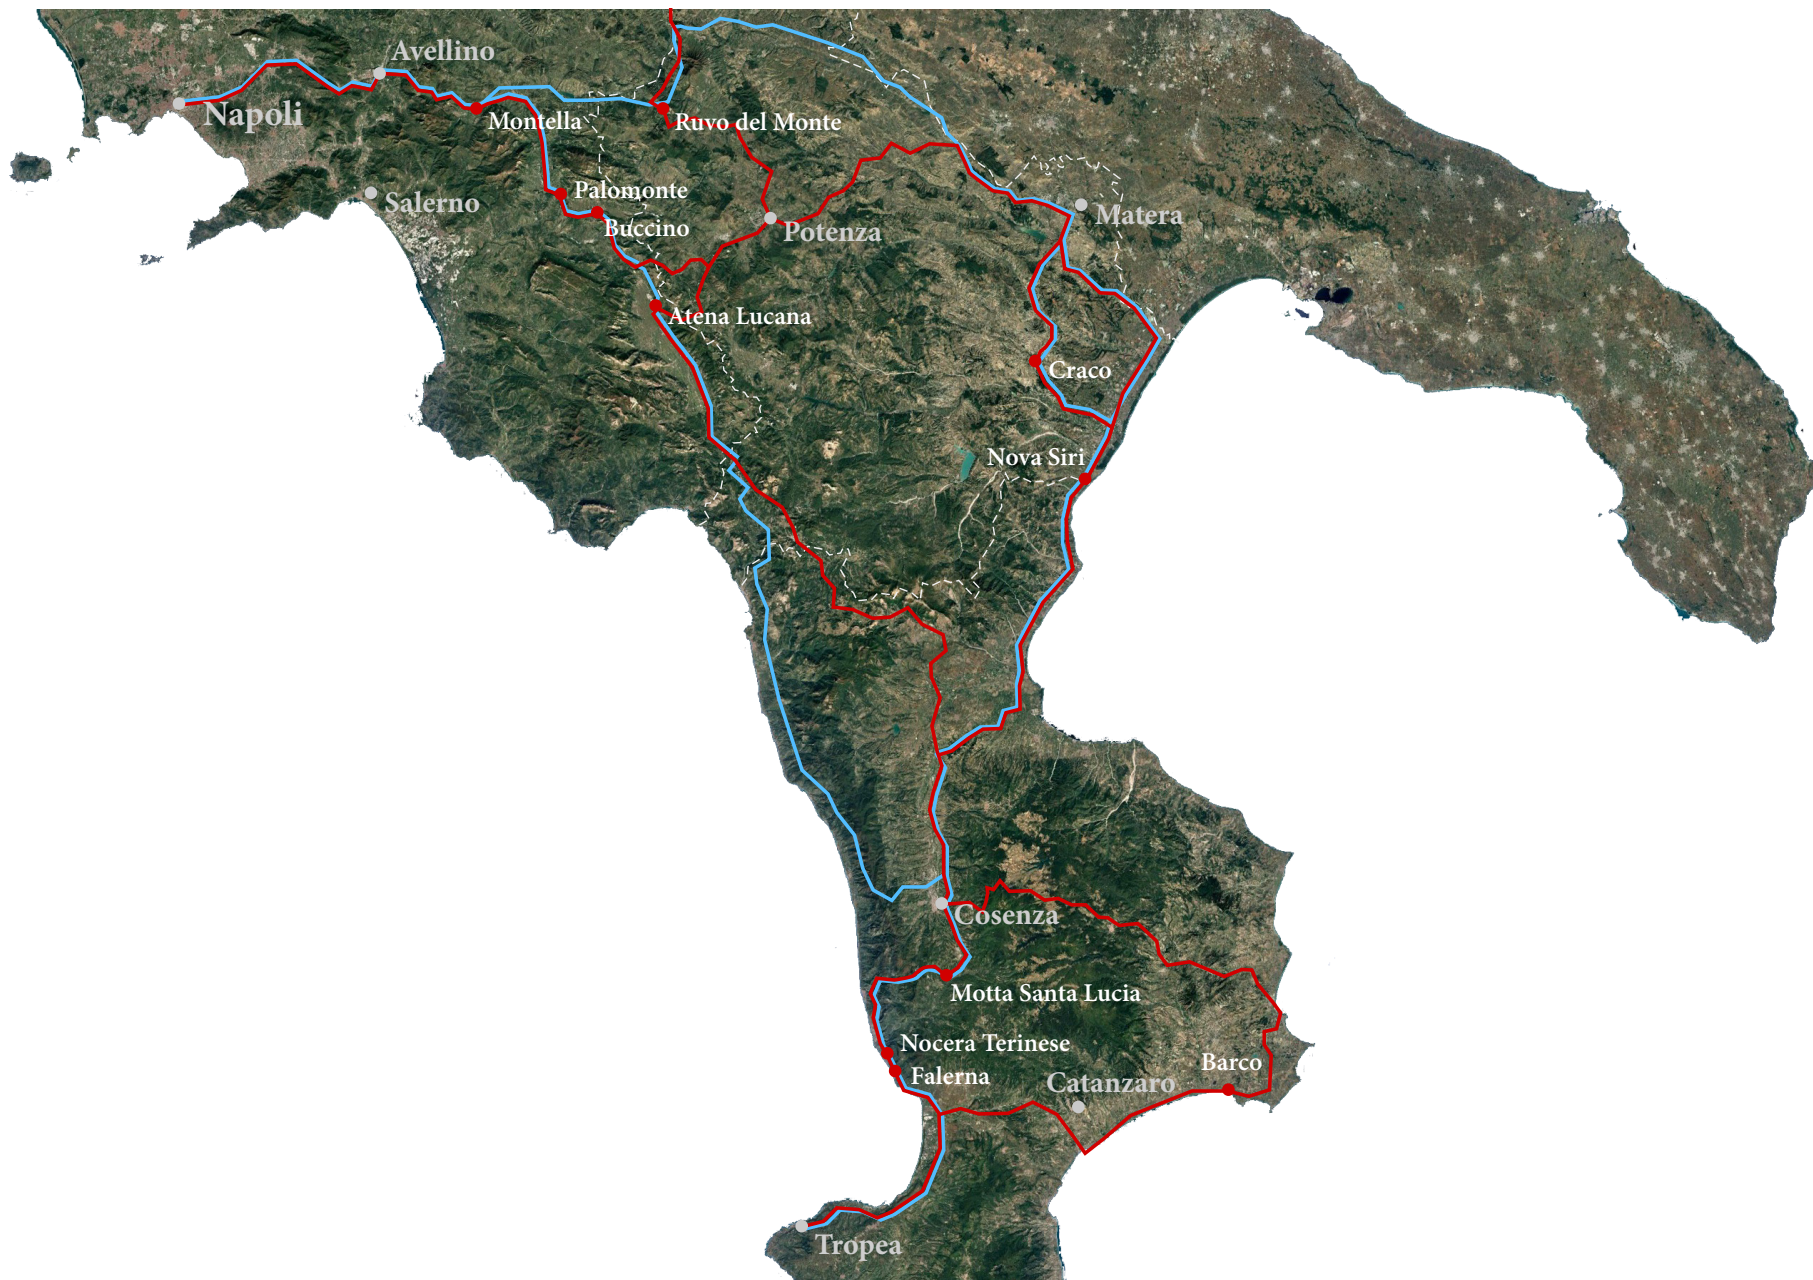 Avellino
Napoli
Montella
Ruvo del Monte
Palomonte
Salerno
Buccino
Potenza
Matera
Atena Lucana
Craco
Nova Siri
Cosenza
Motta Santa Lucia
Nocera Terinese
Falerna
Barco
Catanzaro
Tropea